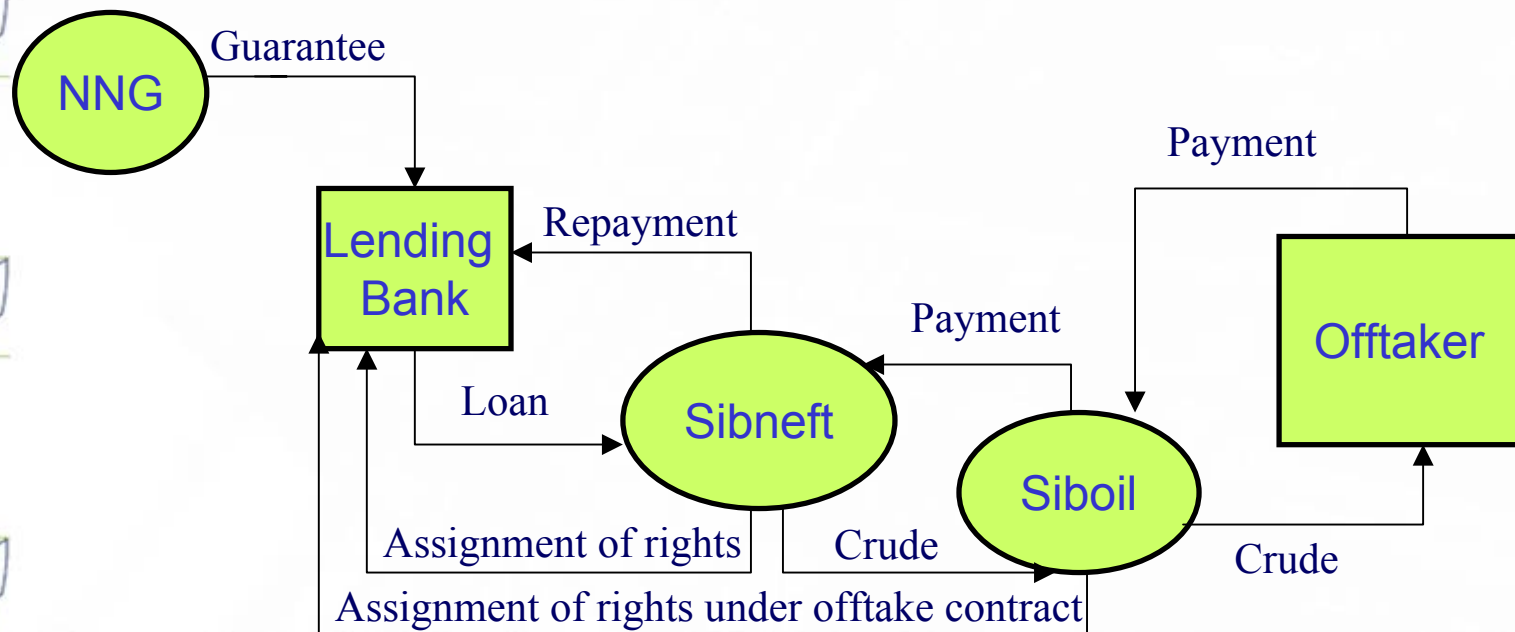 Guarantee
NNG
Payment
Lending
Bank
Repayment
Payment
Offtaker
Loan
Sibneft
Siboil
Assignment of rights
Crude
Crude
Assignment of rights under offtake contract